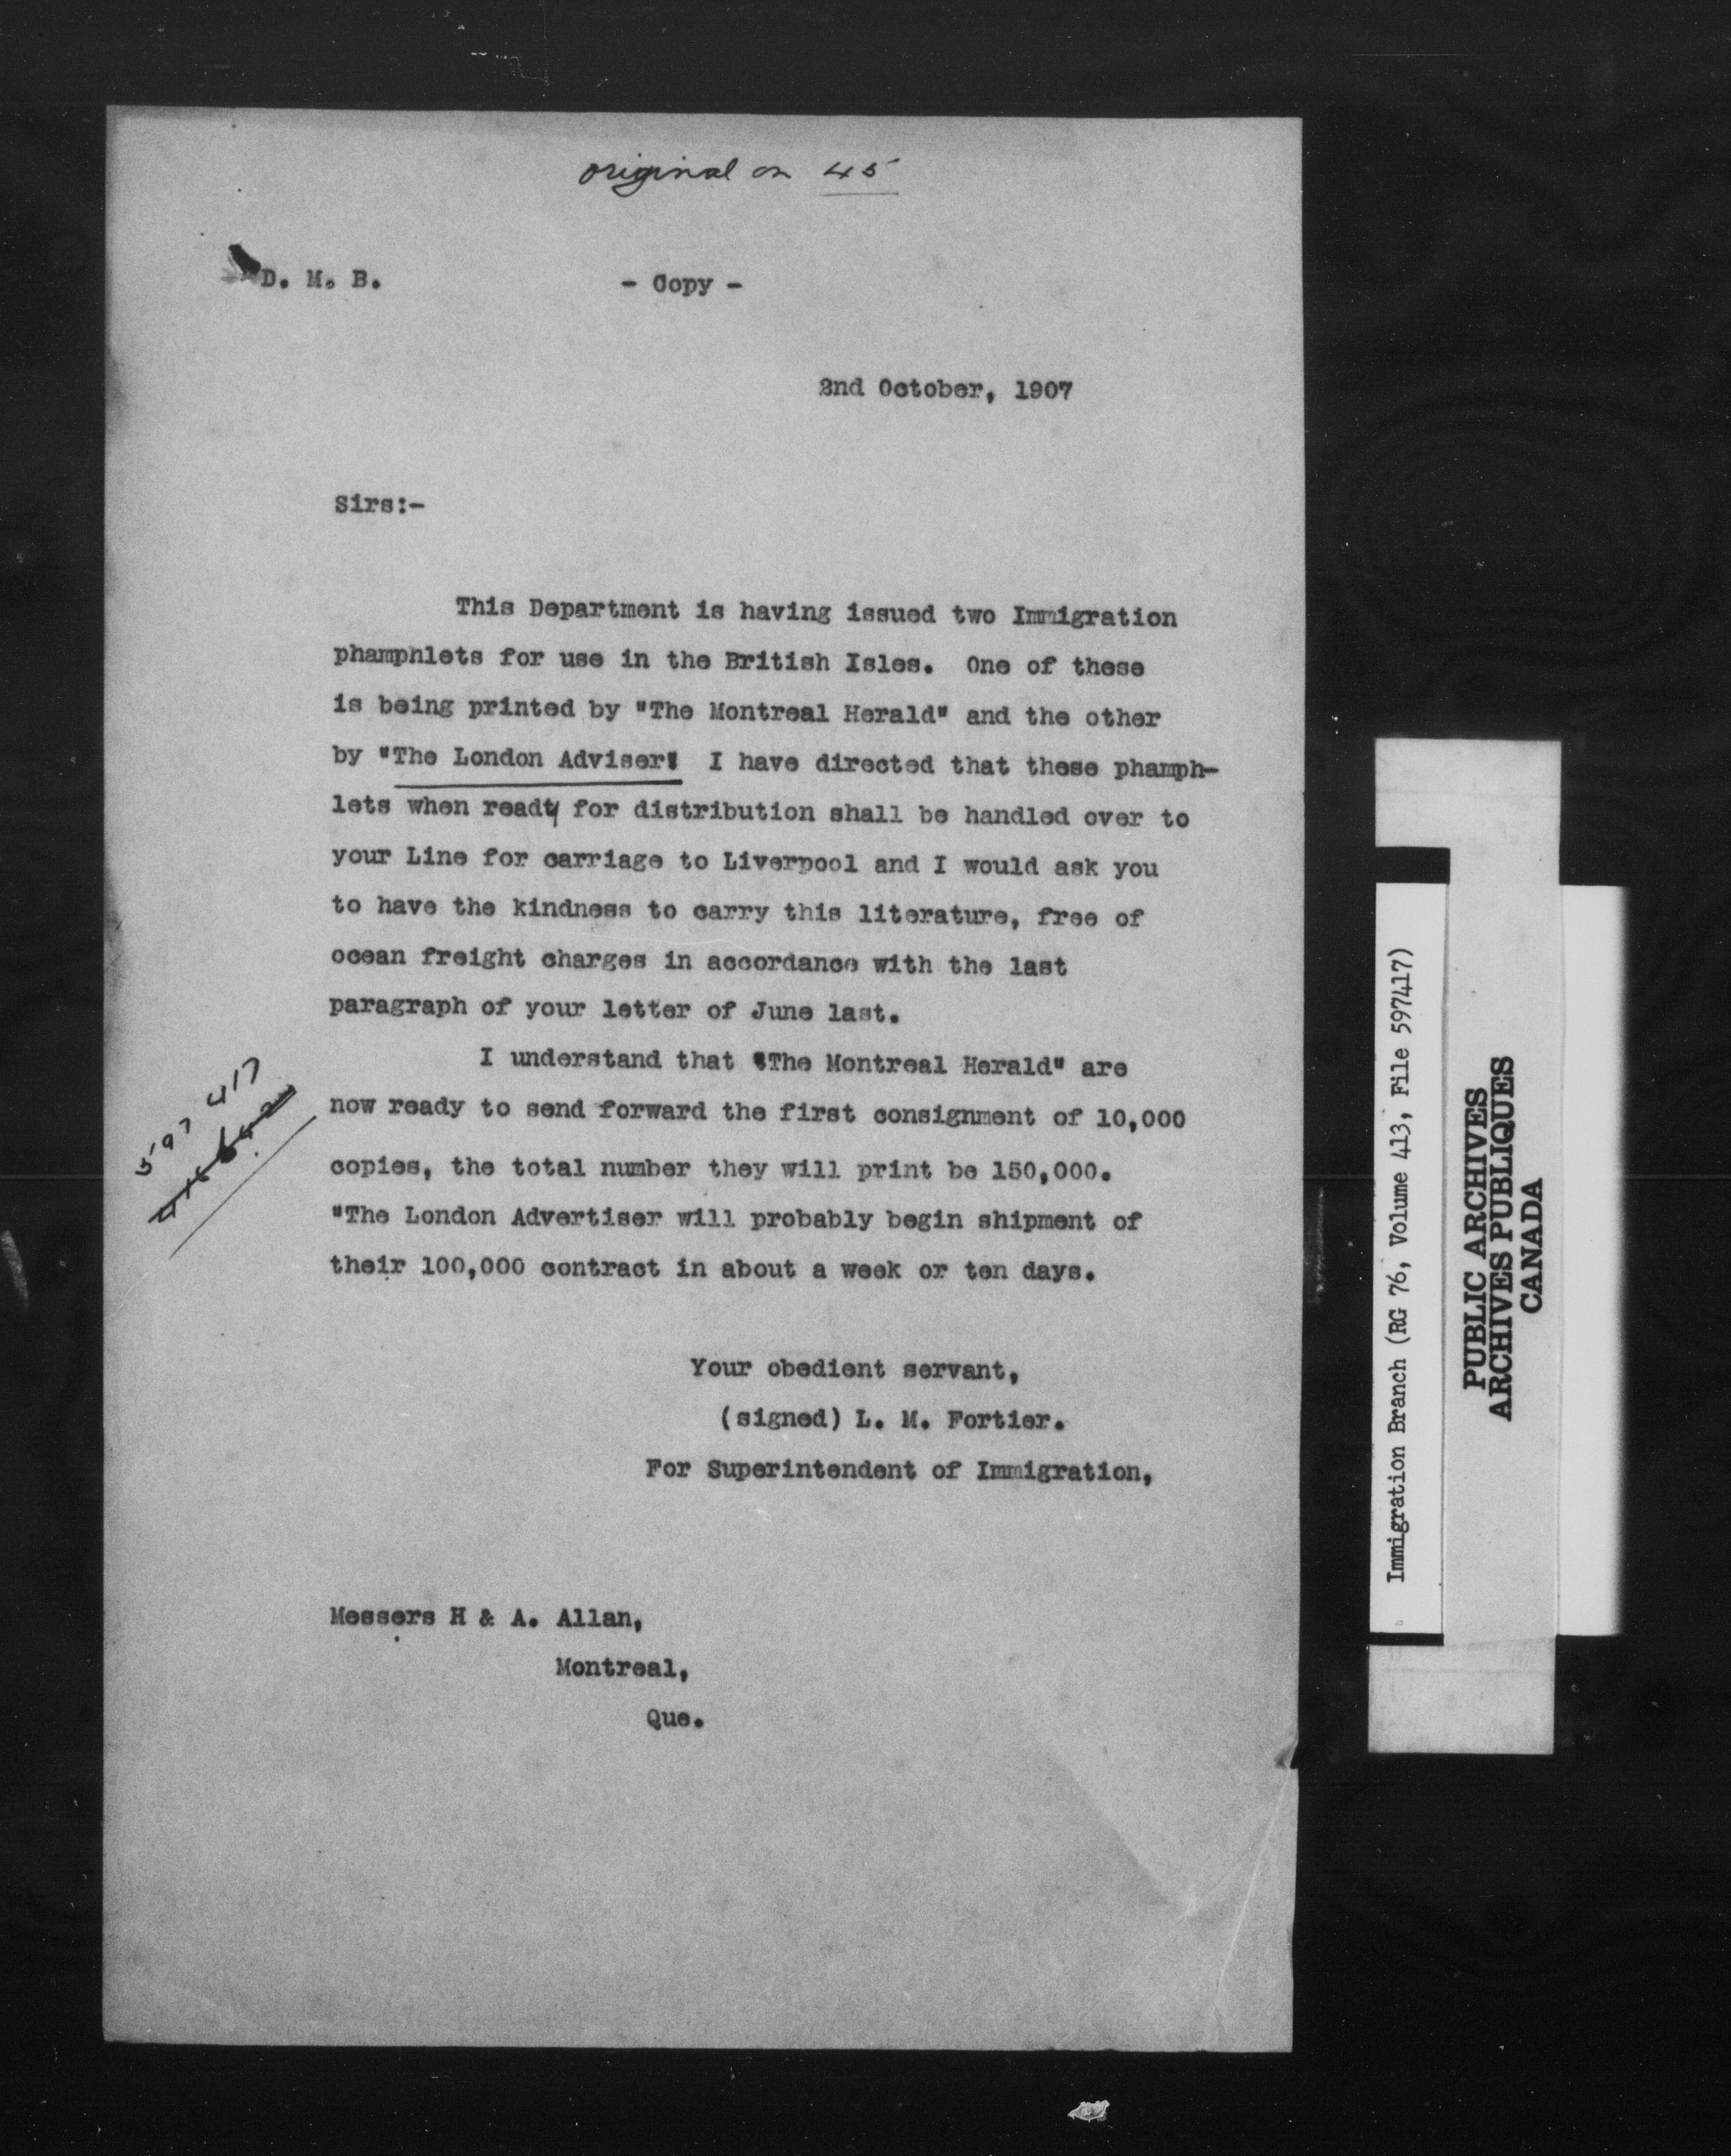 original on 45
D. M. B.
- Copy -
2nd October, 1907
Sirs:-
This Department is having issued two Immigration
phamphlets for use in the British Isles. One of these
is being printed by "The Montreal Herald" and the other
by "The London Adviser" I have directed that these phamph-
lets when ready for distribution shall be handled over to
your Line for carriage to Liverpool and I would ask you
to have the kindness to carry this literature, free of
ocean freight charges in accordance with the last
paragraph of your letter of June last.
I understand that "The Montreal Herald" are
now ready to send forward the first consignment of 10,000
copies, the total number they will print be 150,000.
"The London Advertiser will probably begin shipment of
their 100,000 contract in about a week or ten days.
597417
Your obedient servant,
(signed) L. M. Fortier.
For Superintendent of Immigration,
Messers H & A. Allan,
Montreal,
Que.
Immigration Branch (RG 76, Volume 413, File 597417)
PUBLIC ARCHIVES
ARCHIVES PUBLIQUES
CANADA